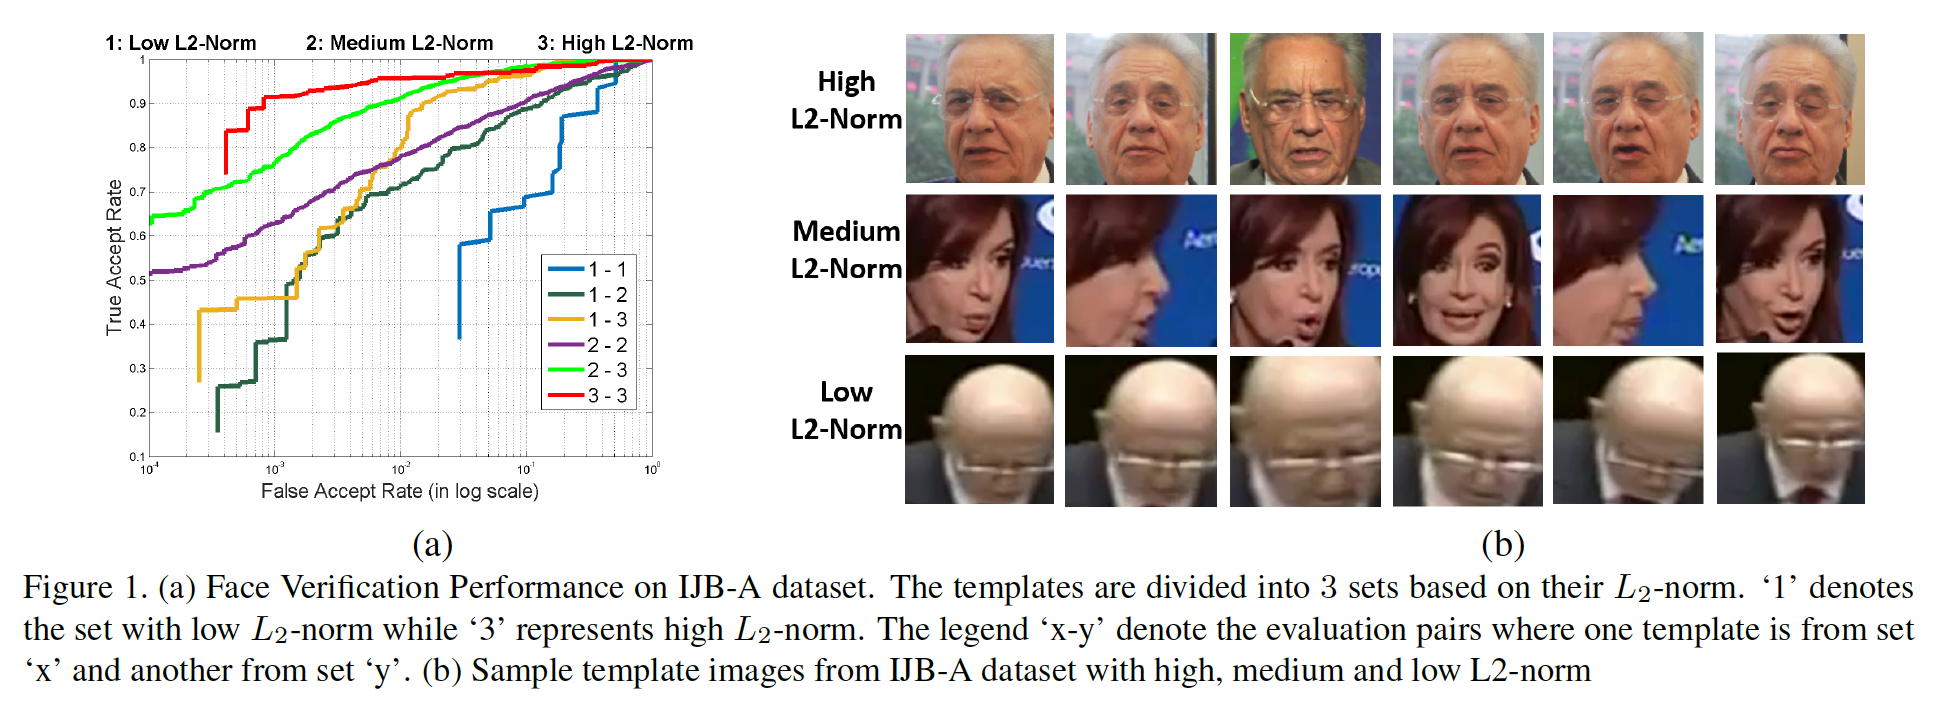 1: Low L2-Norm 2: Medium L2-Norm 3: High L2-Norm
1
0.9
0.8
0.7
0.6
0.5
0.4
0.3
0.2
0.1
True Accept Rate
10⁻⁴ 10⁻³ 10⁻² 10⁻¹ 10⁰
False Accept Rate (in log scale)
1 - 1
1 - 2
1 - 3
2 - 2
2 - 3
3 - 3
(a)
High
L2-Norm
Medium
L2-Norm
Low
L2-Norm
(b)
Figure 1. (a) Face Verification Performance on IJB-A dataset. The templates are divided into 3 sets based on their L₂-norm. ‘1’ denotes
the set with low L₂-norm while ‘3’ represents high L₂-norm. The legend ‘x-y’ denote the evaluation pairs where one template is from set
‘x’ and another from set ‘y’. (b) Sample template images from IJB-A dataset with high, medium and low L2-norm